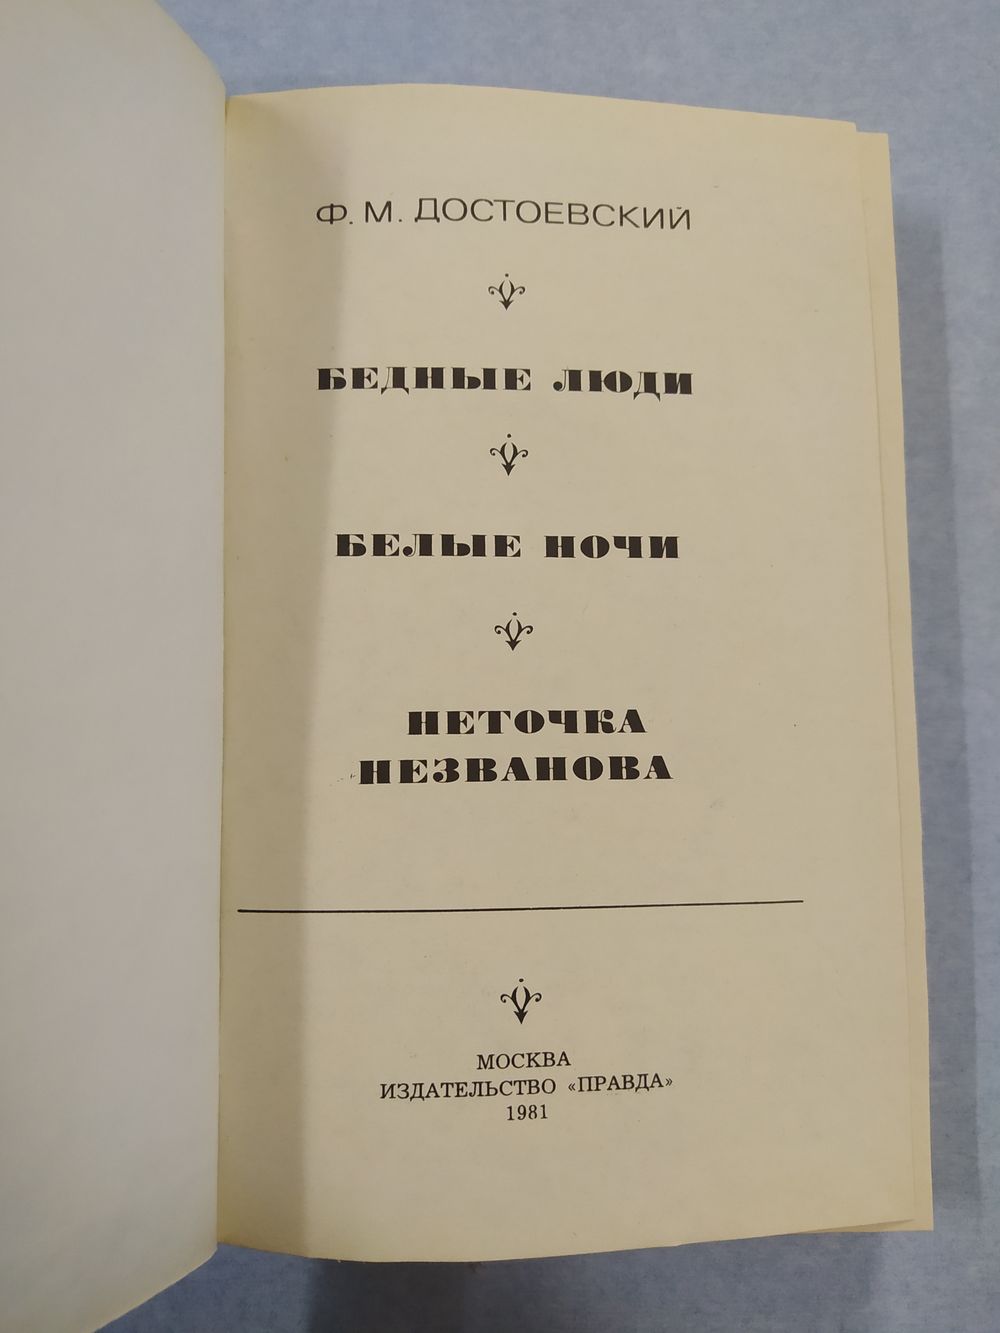 Ф. М. ДОСТОЕВСКИЙ
БЕДНЫЕ ЛЮДИ
БЕЛЫЕ НОЧИ
НЕТОЧКА
НЕЗВАНОВА
МОСКВА
ИЗДАТЕЛЬСТВО «ПРАВДА»
1981